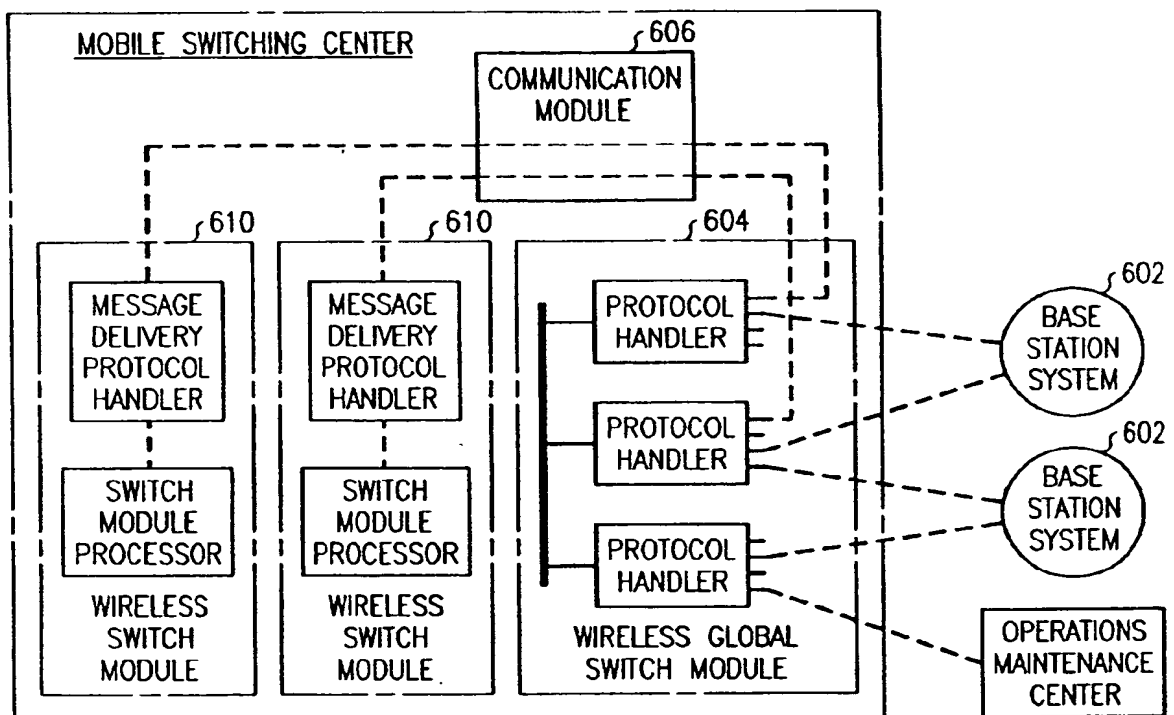 MOBILE SWITCHING CENTER
606
COMMUNICATION
MODULE
610
610
604
MESSAGE
DELIVERY
PROTOCOL
HANDLER
MESSAGE
DELIVERY
PROTOCOL
HANDLER
PROTOCOL
HANDLER
602
BASE
STATION
SYSTEM
PROTOCOL
HANDLER
602
BASE
STATION
SYSTEM
SWITCH
MODULE
PROCESSOR
SWITCH
MODULE
PROCESSOR
PROTOCOL
HANDLER
WIRELESS
SWITCH
MODULE
WIRELESS
SWITCH
MODULE
WIRELESS GLOBAL
SWITCH MODULE
OPERATIONS
MAINTENANCE
CENTER